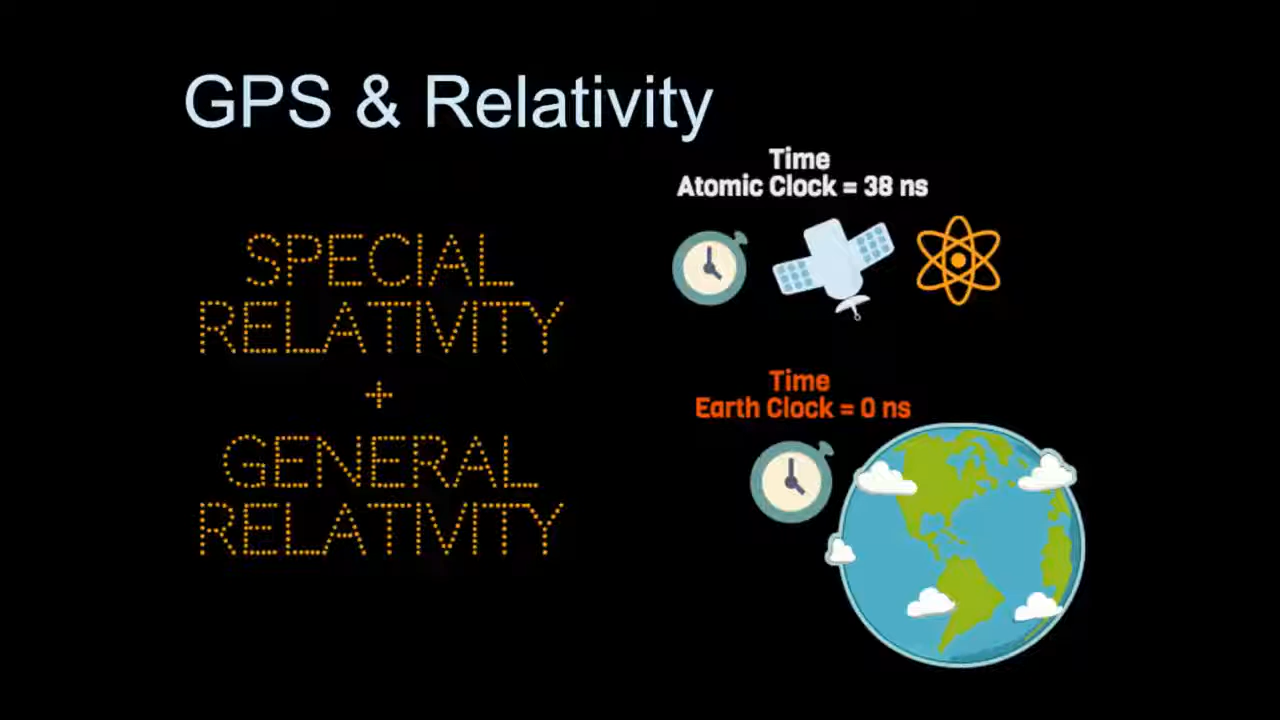 GPS & Relativity
SPECIAL
RELATIVITY
+
GENERAL
RELATIVITY
Time
Atomic Clock = 38 ns
Time
Earth Clock = 0 ns